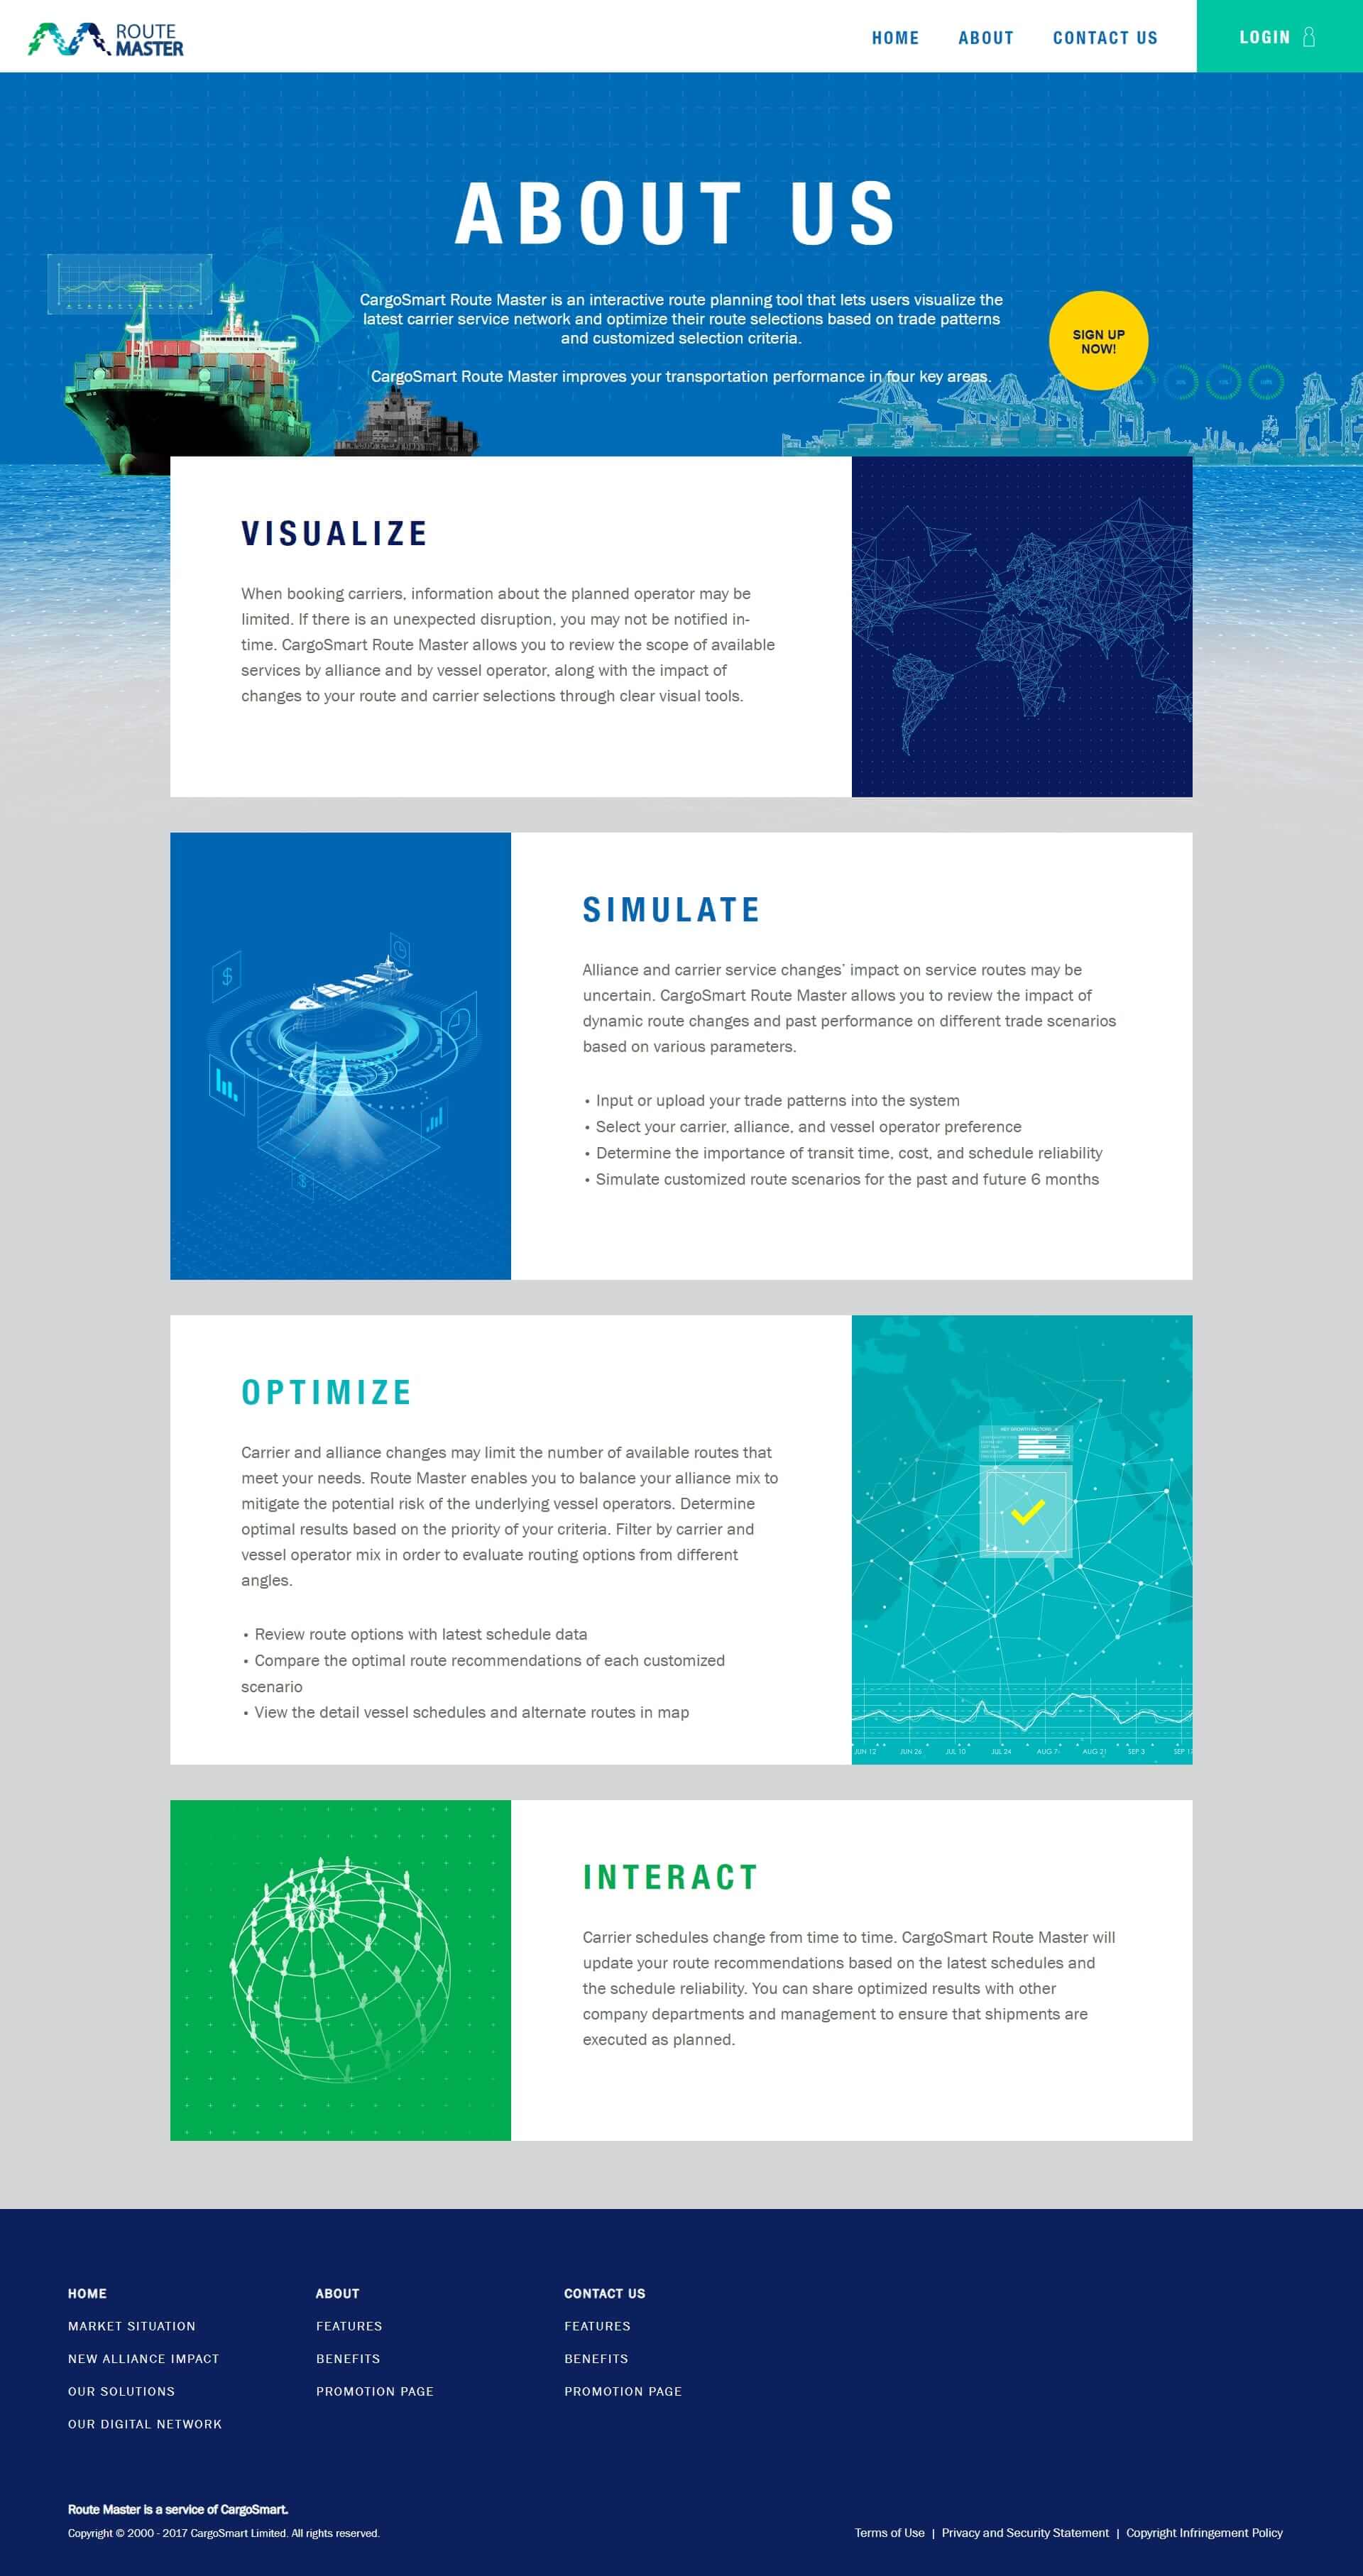 ROUTE
MASTER
HOME
ABOUT
CONTACT US
LOGIN
ABOUT US
CargoSmart Route Master is an interactive route planning tool that lets users visualize the
latest carrier service network and optimize their route selections based on trade patterns
and customized selection criteria.
CargoSmart Route Master improves your transportation performance in four key areas.
SIGN UP
NOW!
VISUALIZE
When booking carriers, information about the planned operator may be
limited. If there is an unexpected disruption, you may not be notified in-
time. CargoSmart Route Master allows you to review the scope of available
services by alliance and by vessel operator, along with the impact of
changes to your route and carrier selections through clear visual tools.
SIMULATE
Alliance and carrier service changes’ impact on service routes may be
uncertain. CargoSmart Route Master allows you to review the impact of
dynamic route changes and past performance on different trade scenarios
based on various parameters.
• Input or upload your trade patterns into the system
• Select your carrier, alliance, and vessel operator preference
• Determine the importance of transit time, cost, and schedule reliability
• Simulate customized route scenarios for the past and future 6 months
$
$
OPTIMIZE
Carrier and alliance changes may limit the number of available routes that
meet your needs. Route Master enables you to balance your alliance mix to
mitigate the potential risk of the underlying vessel operators. Determine
optimal results based on the priority of your criteria. Filter by carrier and
vessel operator mix in order to evaluate routing options from different
angles.
• Review route options with latest schedule data
• Compare the optimal route recommendations of each customized
scenario
• View the detail vessel schedules and alternate routes in map
KEY GROWTH FACTORS
JUN 12
JUN 26
JUL 10
JUL 24
AUG 7
AUG 21
SEP 3
INTERACT
Carrier schedules change from time to time. CargoSmart Route Master will
update your route recommendations based on the latest schedules and
the schedule reliability. You can share optimized results with other
company departments and management to ensure that shipments are
executed as planned.
HOME
MARKET SITUATION
NEW ALLIANCE IMPACT
OUR SOLUTIONS
OUR DIGITAL NETWORK
ABOUT
FEATURES
BENEFITS
PROMOTION PAGE
CONTACT US
FEATURES
BENEFITS
PROMOTION PAGE
Route Master is a service of CargoSmart.
Copyright © 2000 - 2017 CargoSmart Limited. All rights reserved.
Terms of Use | Privacy and Security Statement | Copyright Infringement Policy